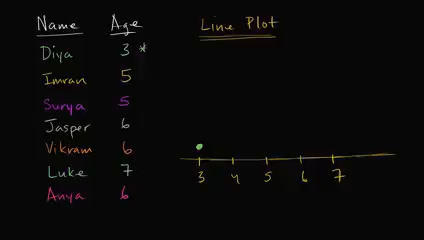 Name Age
Diya 3 *
Imran 5
Surya 5
Jasper 6
Vikram 6
Luke 7
Anya 6
Line Plot
3 4 5 6 7